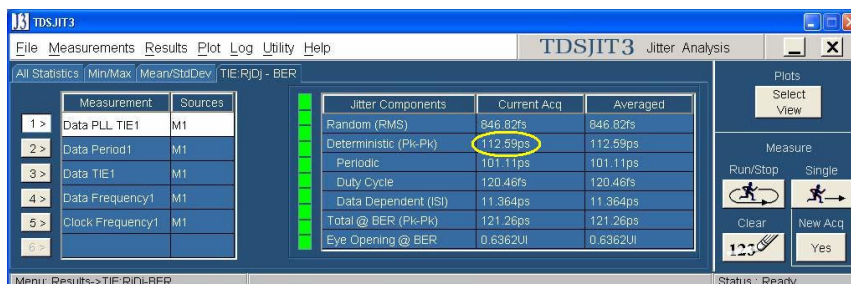 TDSJIT3
File Measurements Results Plot Log Utility Help
TDSJIT3 Jitter Analysis
All Statistics Min/Max Mean/StdDev TIE:RjDj - BER
Measurement Sources
1 > Data PLL TIE1 M1
2 > Data Period1 M1
3 > Data TIE1 M1
4 > Data Frequency1 M1
5 > Clock Frequency1 M1
6 >
Jitter Components Current Acq Averaged
Random (RMS) 846.82fs 846.82fs
Deterministic (Pk-Pk) 112.59ps 112.59ps
Periodic 101.11ps 101.11ps
Duty Cycle 120.46fs 120.46fs
Data Dependent (ISI) 11.364ps 11.364ps
Total @ BER (Pk-Pk) 121.26ps 121.26ps
Eye Opening @ BER 0.6362UI 0.6362UI
Plots
Select
View
Measure
Run/Stop Single
Clear New Acq
123 Yes
Menu: Results->TIE:RjDj-BER
Status : Ready